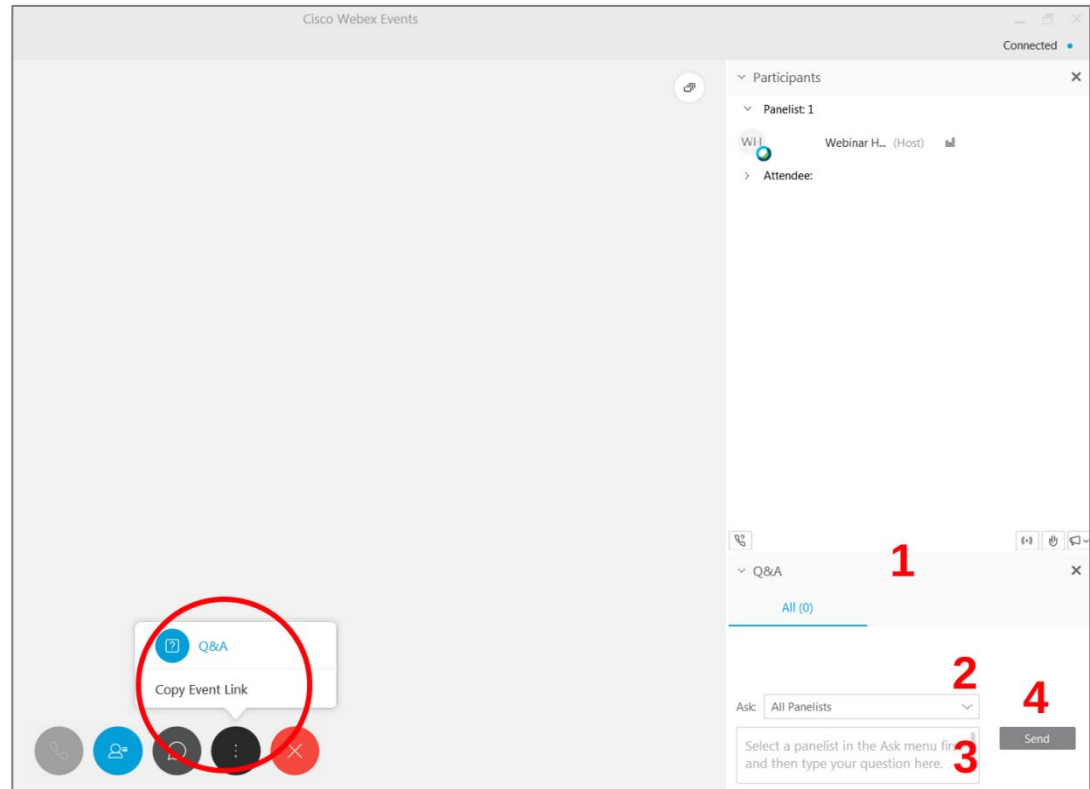 Cisco Webex Events
Connected
Participants
Panelist: 1
WH
Webinar H... (Host)
Attendee:
1
Q&A
All (0)
2
Ask: All Panelists
4
Send
Select a panelist in the Ask menu
and then type your question here.
3
Q&A
Copy Event Link